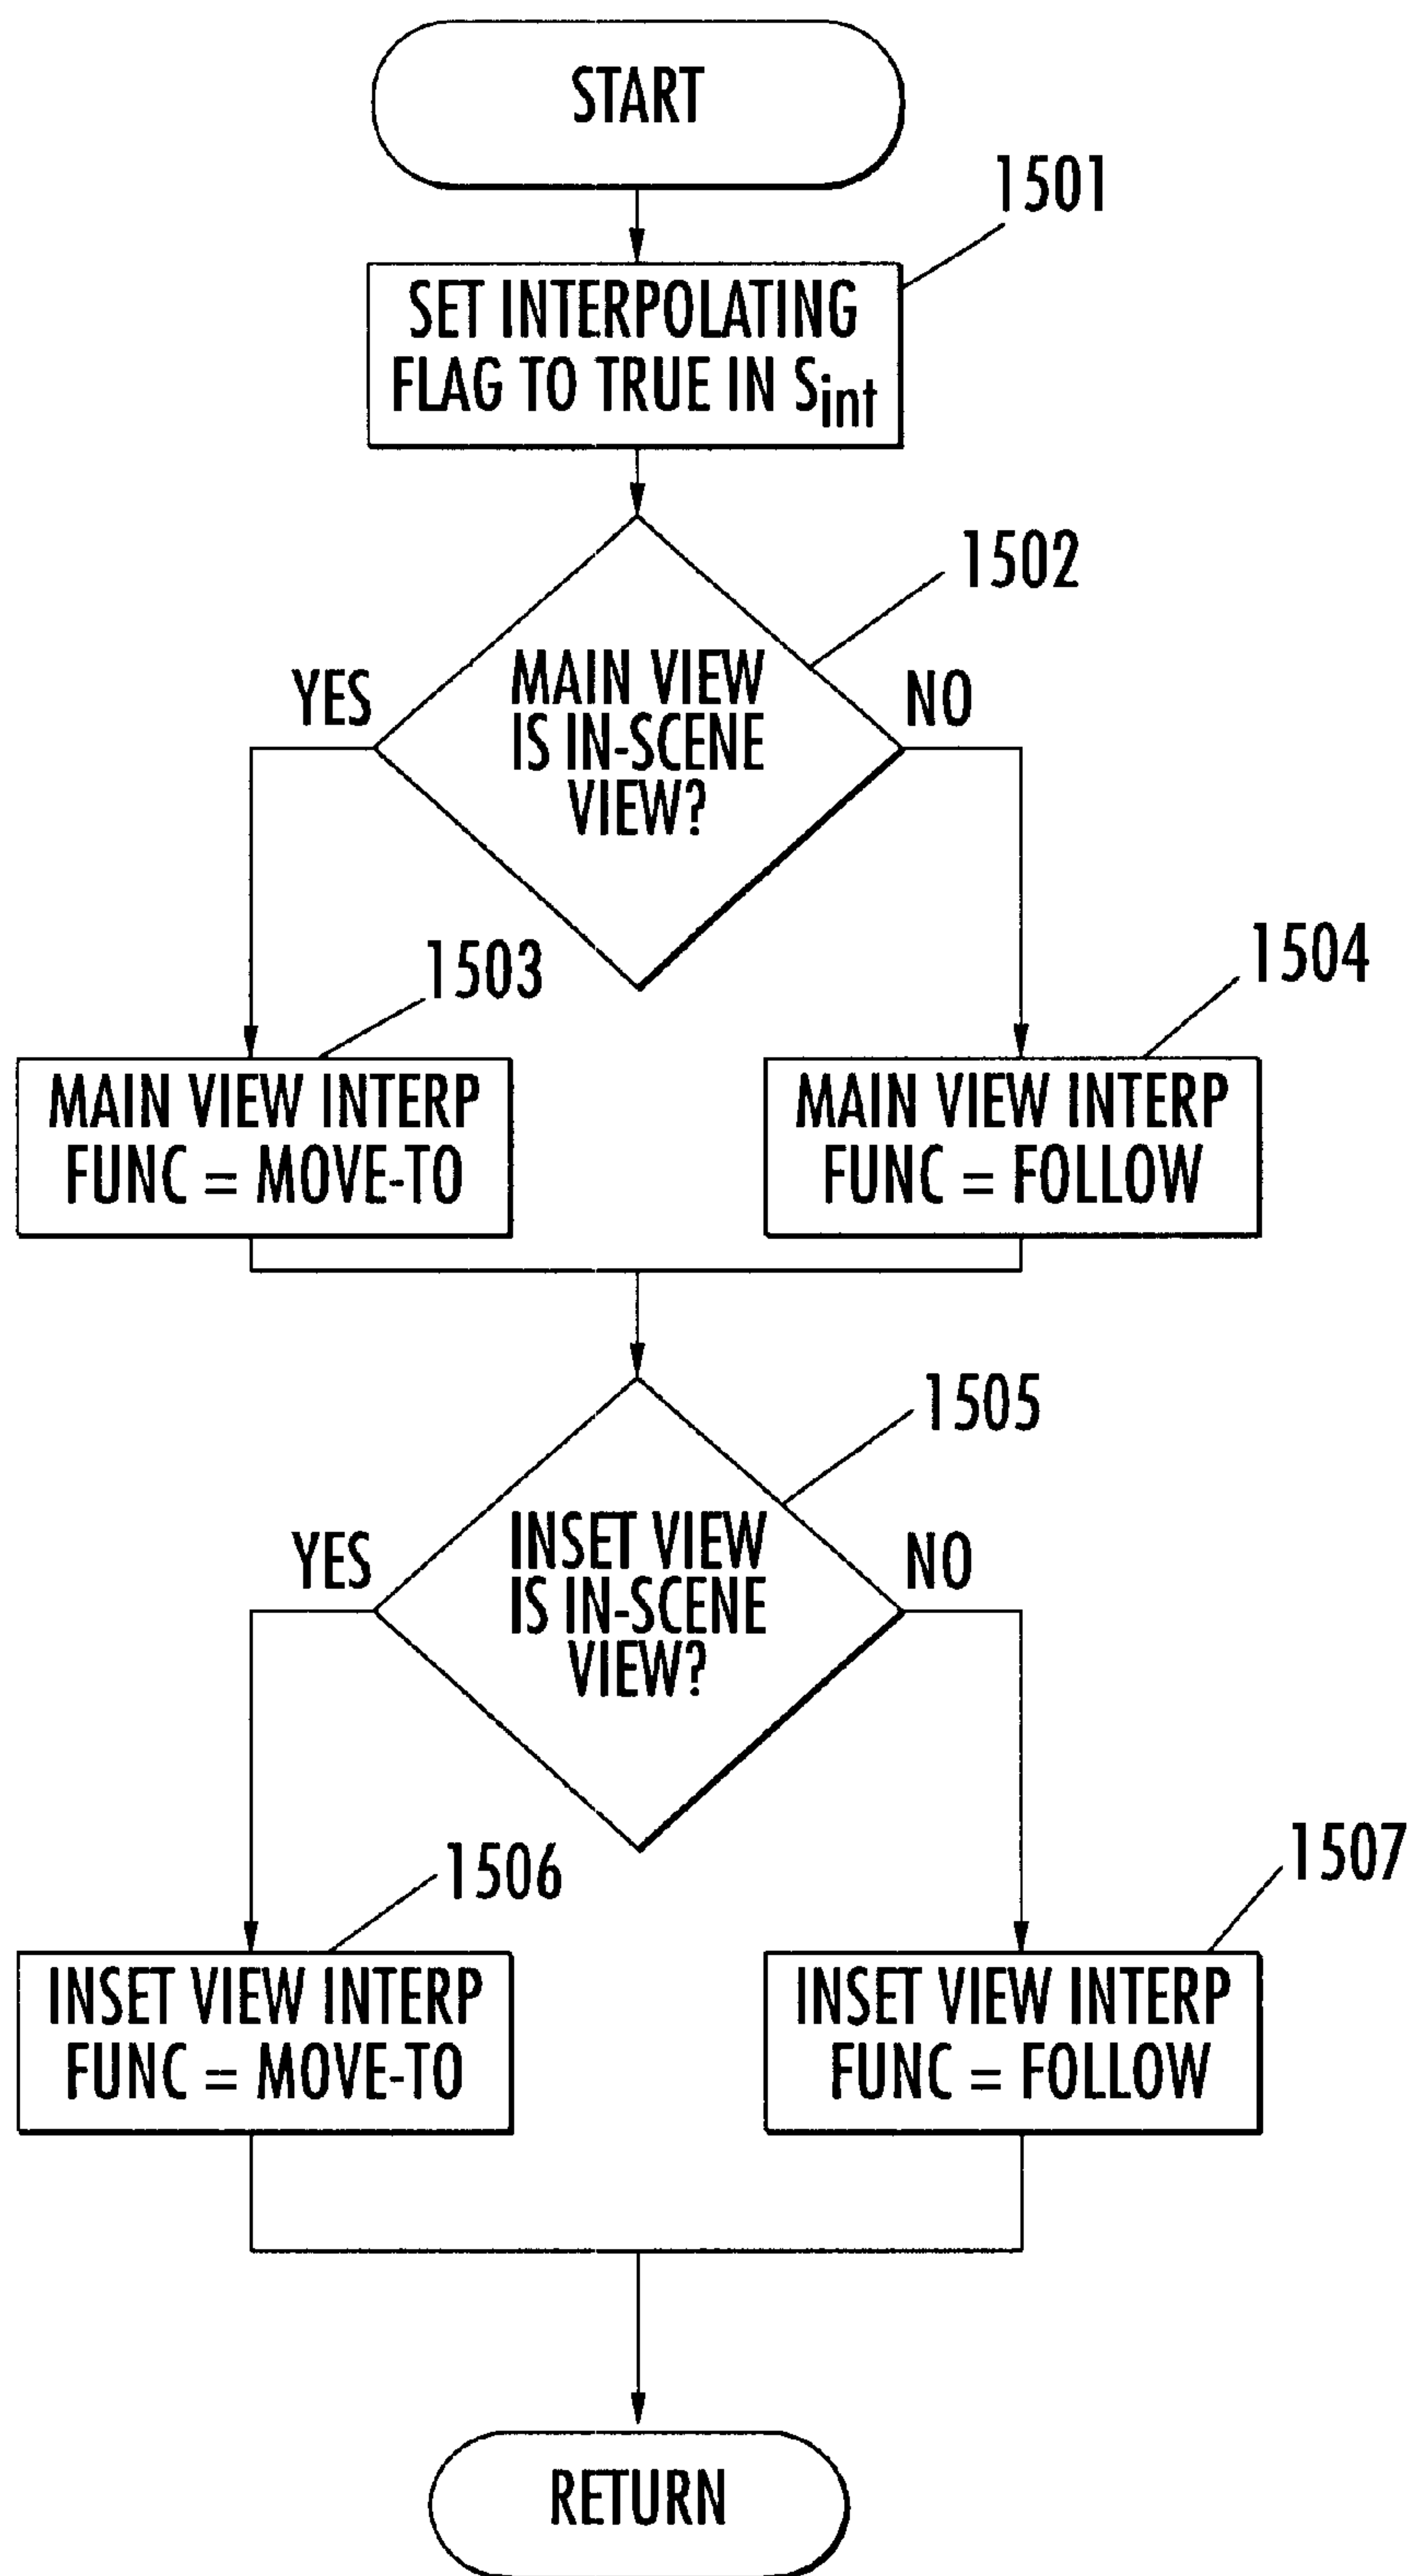 START
1501
SET INTERPOLATING
FLAG TO TRUE IN Sint
1502
YES
MAIN VIEW
IS IN-SCENE
VIEW?
NO
1503
1504
MAIN VIEW INTERP
FUNC = MOVE-TO
MAIN VIEW INTERP
FUNC = FOLLOW
1505
YES
INSET VIEW
IS IN-SCENE
VIEW?
NO
1506
1507
INSET VIEW INTERP
FUNC = MOVE-TO
INSET VIEW INTERP
FUNC = FOLLOW
RETURN